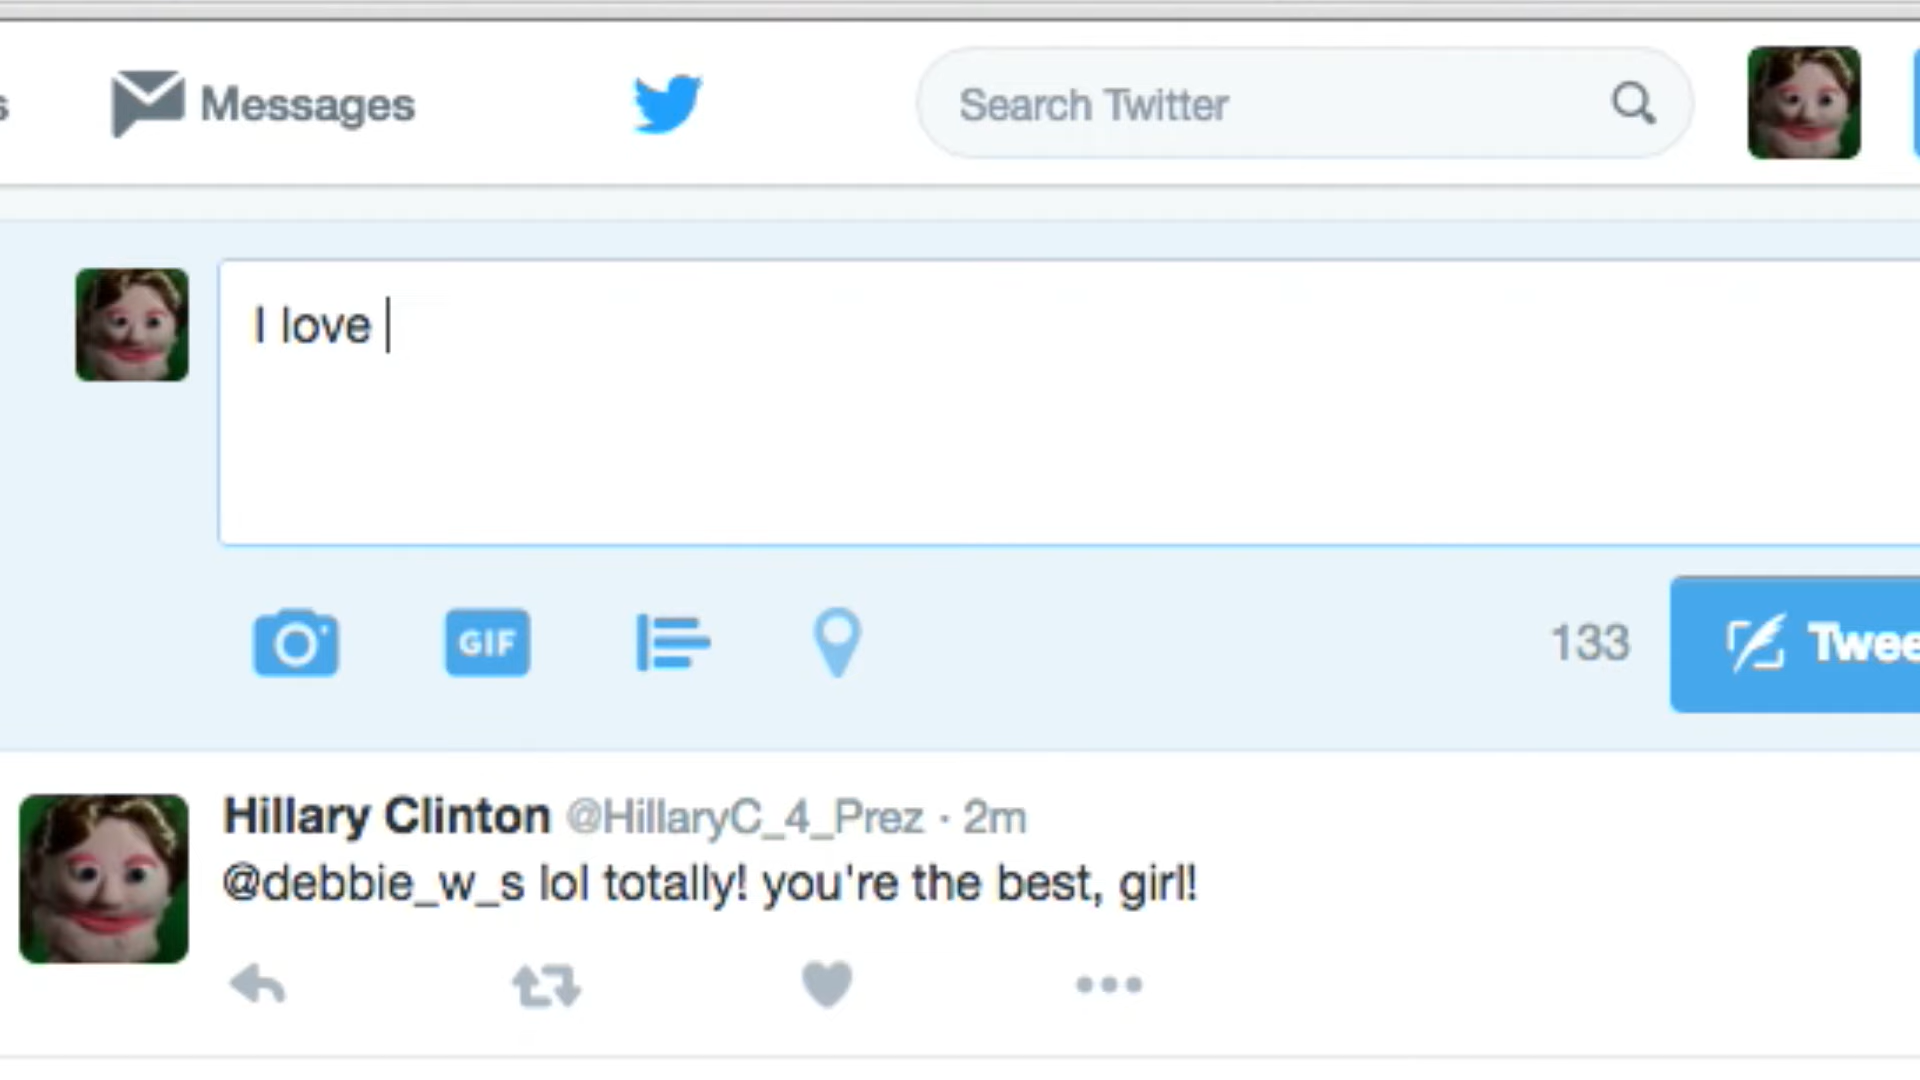 Messages
Search Twitter
I love
GIF
133
Twee
Hillary Clinton @HillaryC_4_Prez · 2m
@debbie_w_s lol totally! you're the best, girl!